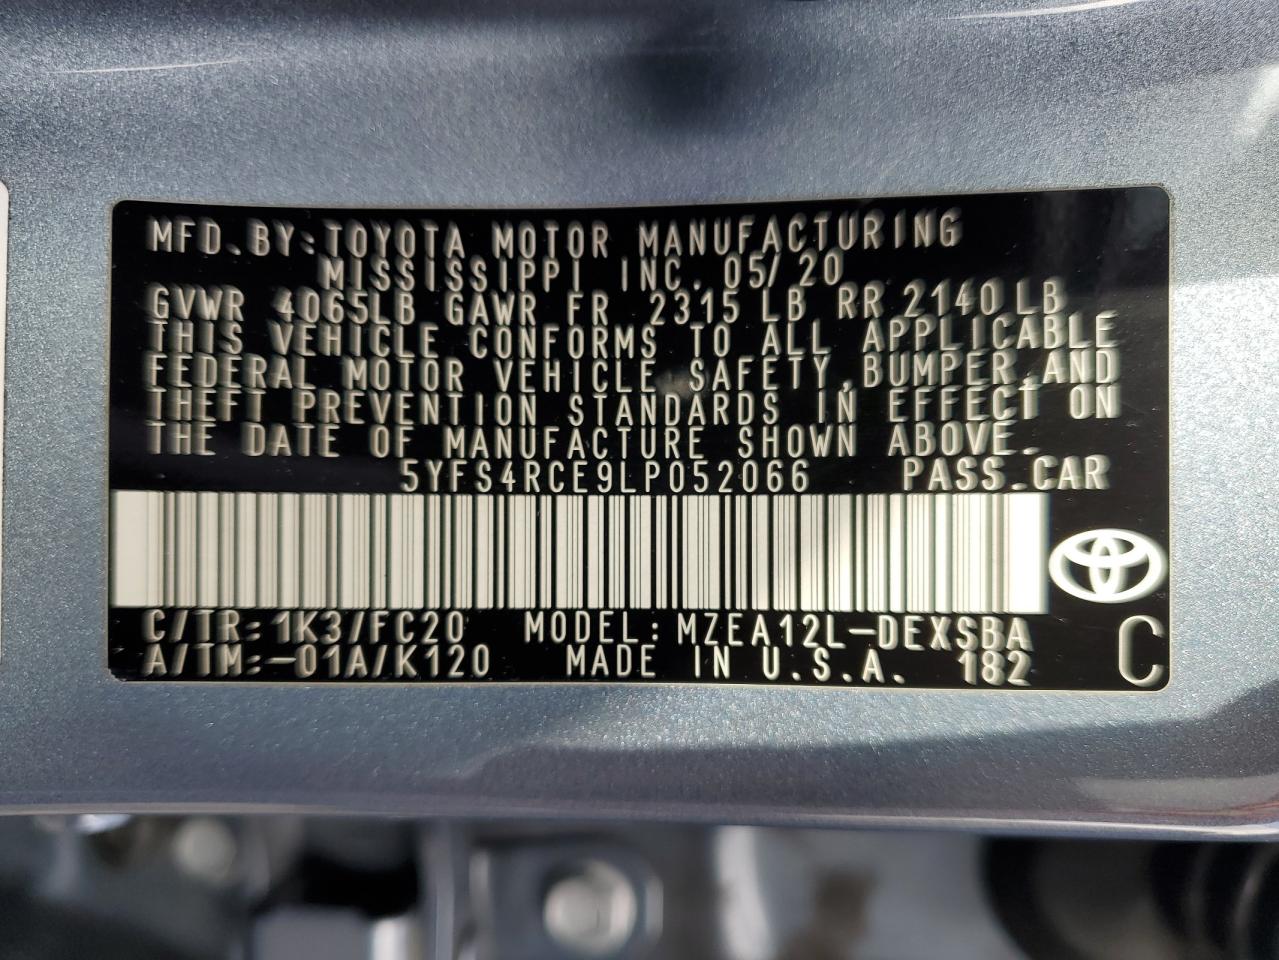 MFD.BY:TOYOTA MOTOR MANUFACTURING
MISSISSIPPI INC. 05/20
GVWR 4065LB GAWR FR 2315 LB RR 2140 LB
THIS VEHICLE CONFORMS TO ALL APPLICABLE
FEDERAL MOTOR VEHICLE SAFETY, BUMPER, AND
THEFT PREVENTION STANDARDS IN EFFECT ON
THE DATE OF MANUFACTURE SHOWN ABOVE.
5YFS4RCE9LP052066 PASS.CAR
C/TR: 1K3/FC20 MODEL: MZEA12L-DEXSBA
A/TM:-01A/K120 MADE IN U.S.A. 182 C